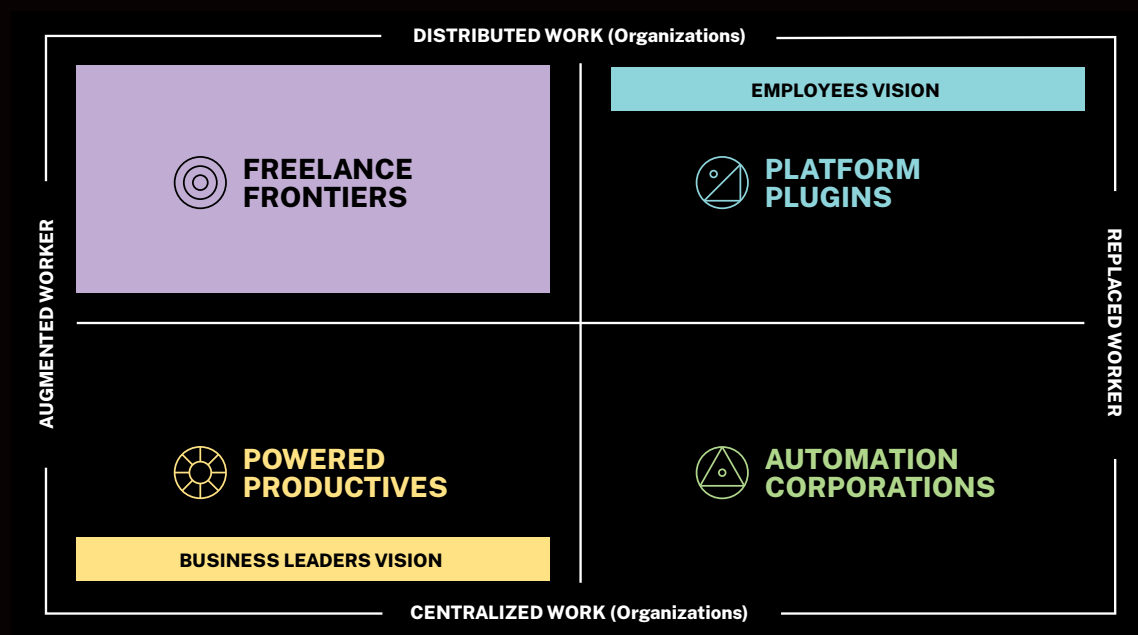 DISTRIBUTED WORK (Organizations)
EMPLOYEES VISION
FREELANCE
FRONTIERS
PLATFORM
PLUGINS
AUGMENTED WORKER
REPLACED WORKER
POWERED
PRODUCTIVES
AUTOMATION
CORPORATIONS
BUSINESS LEADERS VISION
CENTRALIZED WORK (Organizations)